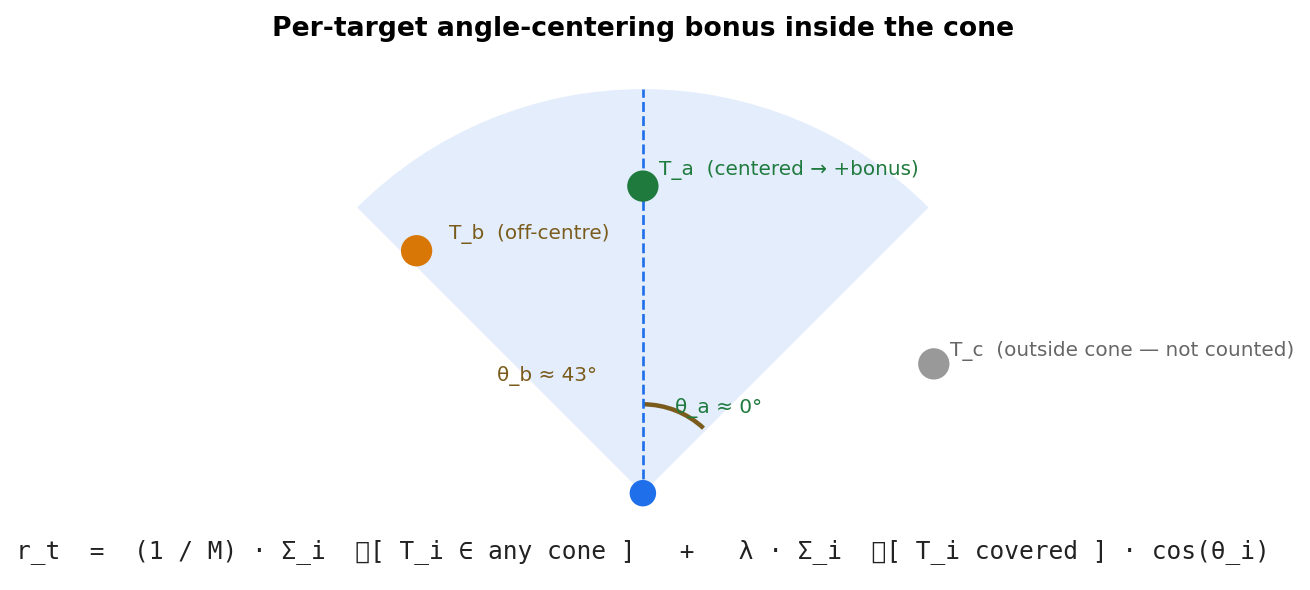 Per-target angle-centering bonus inside the cone
T_a (centered → +bonus)
T_b (off-centre)
T_c (outside cone — not counted)
θ_b ≈ 43°
θ_a ≈ 0°
r_t = (1 / M) · Σ_i ▯[ T_i ∈ any cone ] + λ · Σ_i ▯[ T_i covered ] · cos(θ_i)